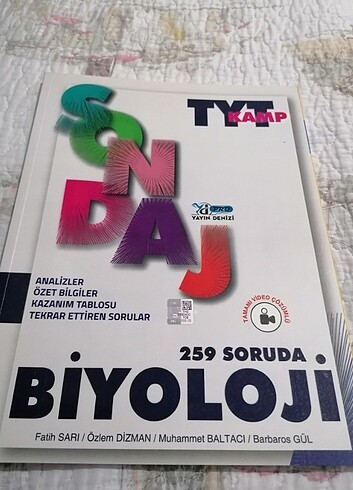 SONDAJ
TYT
KAMP
YAYIN DENİZİ
ANALİZLER
ÖZET BİLGİLER
KAZANIM TABLOSU
TEKRAR ETTİREN SORULAR
TAMAMI VİDEO ÇÖZÜMLÜ
259 SORUDA
BİYOLOJİ
Fatih SARI / Özlem DİZMAN / Muhammet BALTACI / Barbaros GÜL